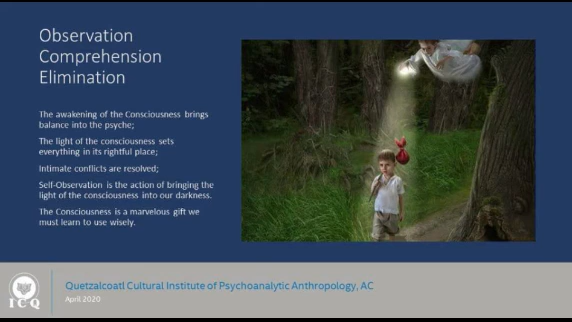 Observation
Comprehension
Elimination
The awakening of the Consciousness brings
balance into the psyche;
The light of the consciousness sets
everything in its rightful place;
Intimate conflicts are resolved;
Self-Observation is the action of bringing the
light of the consciousness into our darkness.
The Consciousness is a marvelous gift we
must learn to use wisely.
Quetzalcoatl Cultural Institute of Psychoanalytic Anthropology, AC
April 2020
ICQ